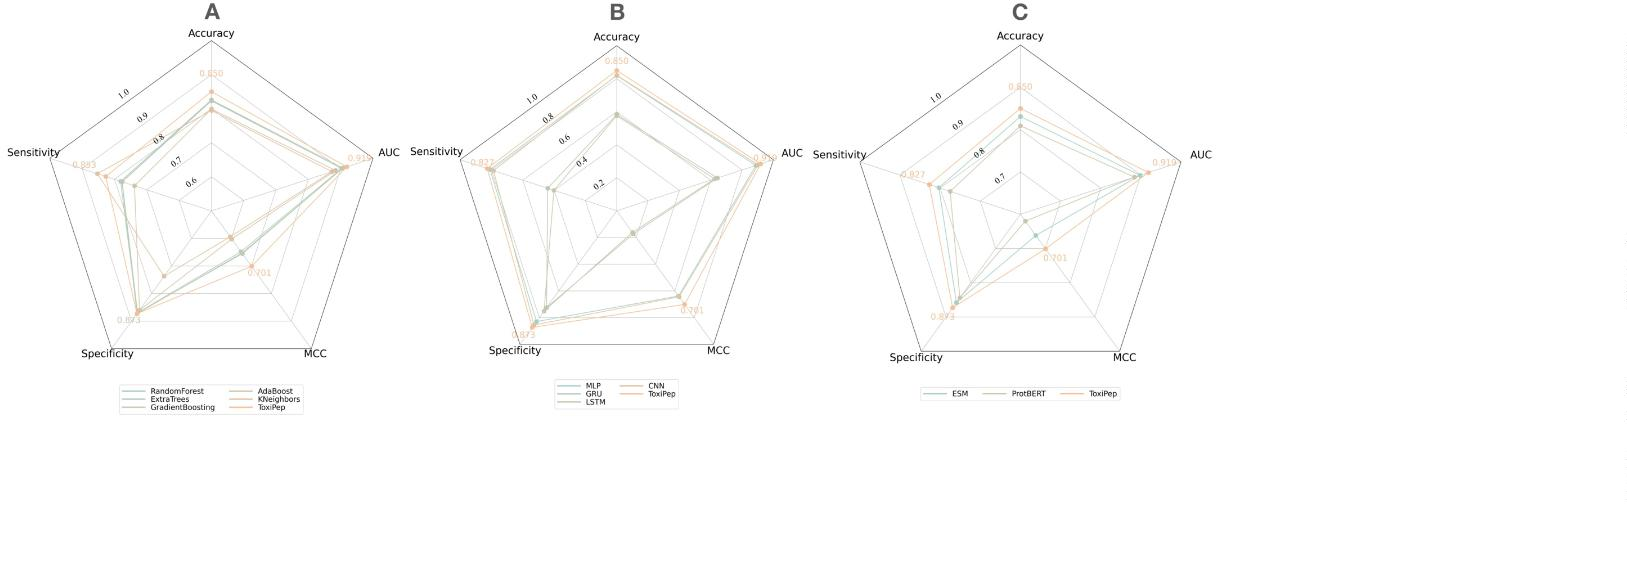 A
Accuracy
0.850
1.0
0.9
0.8
0.7
0.6
Sensitivity
0.853
AUC
0.919
0.701
0.873
Specificity
MCC
RandomForest
ExtraTrees
GradientBoosting
AdaBoost
KNeighbors
ToxiPep
B
Accuracy
0.850
1.0
0.8
0.6
0.4
0.2
Sensitivity
0.827
AUC
0.919
0.701
0.873
Specificity
MCC
MLP
GRU
LSTM
CNN
ToxiPep
C
Accuracy
0.850
1.0
0.9
0.8
0.7
Sensitivity
0.827
AUC
0.919
0.701
0.873
Specificity
MCC
ESM
ProtBERT
ToxiPep